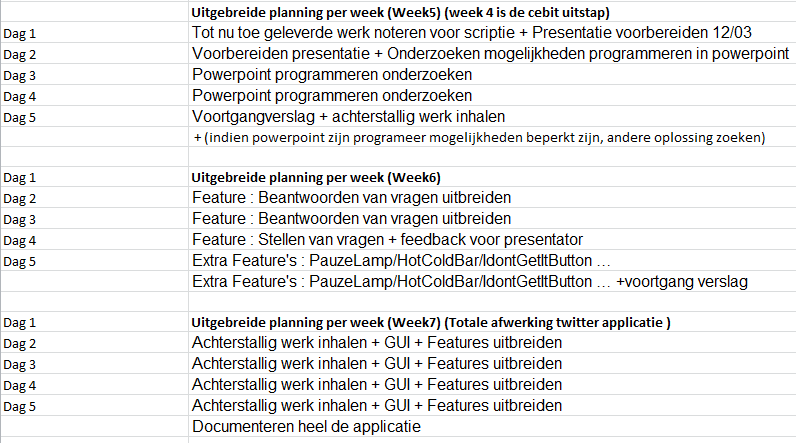 Uitgebreide planning per week (Week5) (week 4 is de cebit uitstap)
Dag 1 Tot nu toe geleverde werk noteren voor scriptie + Presentatie voorbereiden 12/03
Dag 2 Voorbereiden presentatie + Onderzoeken mogelijkheden programmeren in powerpoint
Dag 3 Powerpoint programmeren onderzoeken
Dag 4 Powerpoint programmeren onderzoeken
Dag 5 Voortgangverslag + achterstallig werk inhalen
+ (indien powerpoint zijn programeer mogelijkheden beperkt zijn, andere oplossing zoeken)
Dag 1 Uitgebreide planning per week (Week6)
Dag 2 Feature : Beantwoorden van vragen uitbreiden
Dag 3 Feature : Beantwoorden van vragen uitbreiden
Dag 4 Feature : Stellen van vragen + feedback voor presentator
Dag 5 Extra Feature's : PauzeLamp/HotColdBar/IdontGetItButton …
Extra Feature's : PauzeLamp/HotColdBar/IdontGetItButton … +voortgang verslag
Dag 1 Uitgebreide planning per week (Week7) (Totale afwerking twitter applicatie )
Dag 2 Achterstallig werk inhalen + GUI + Features uitbreiden
Dag 3 Achterstallig werk inhalen + GUI + Features uitbreiden
Dag 4 Achterstallig werk inhalen + GUI + Features uitbreiden
Dag 5 Achterstallig werk inhalen + GUI + Features uitbreiden
Documenteren heel de applicatie